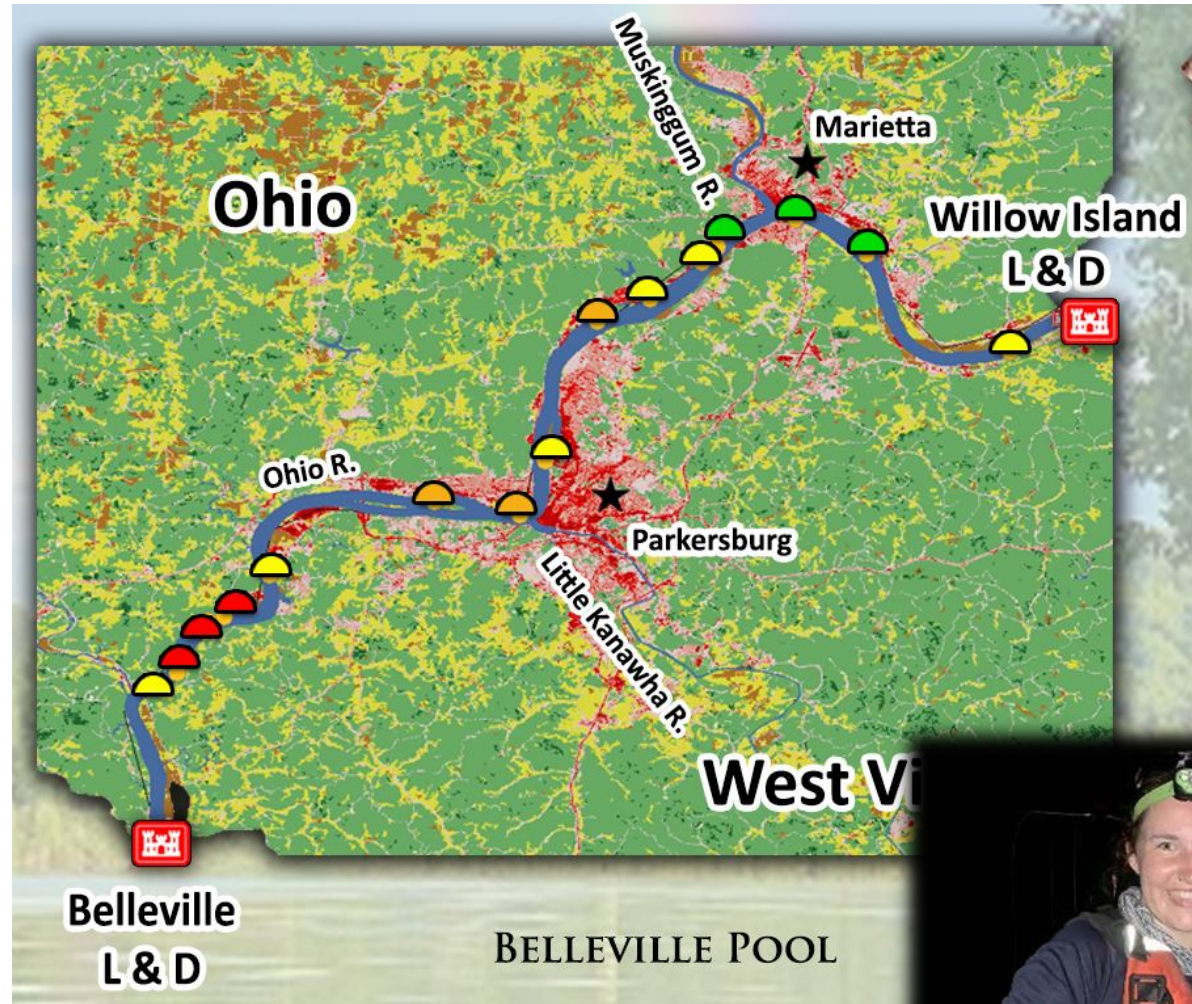 Muskinggum R.
Marietta
Ohio
Willow Island
L & D
Ohio R.
Parkersburg
Little Kanawha R.
West Vi
Belleville
L & D
BELLEVILLE POOL